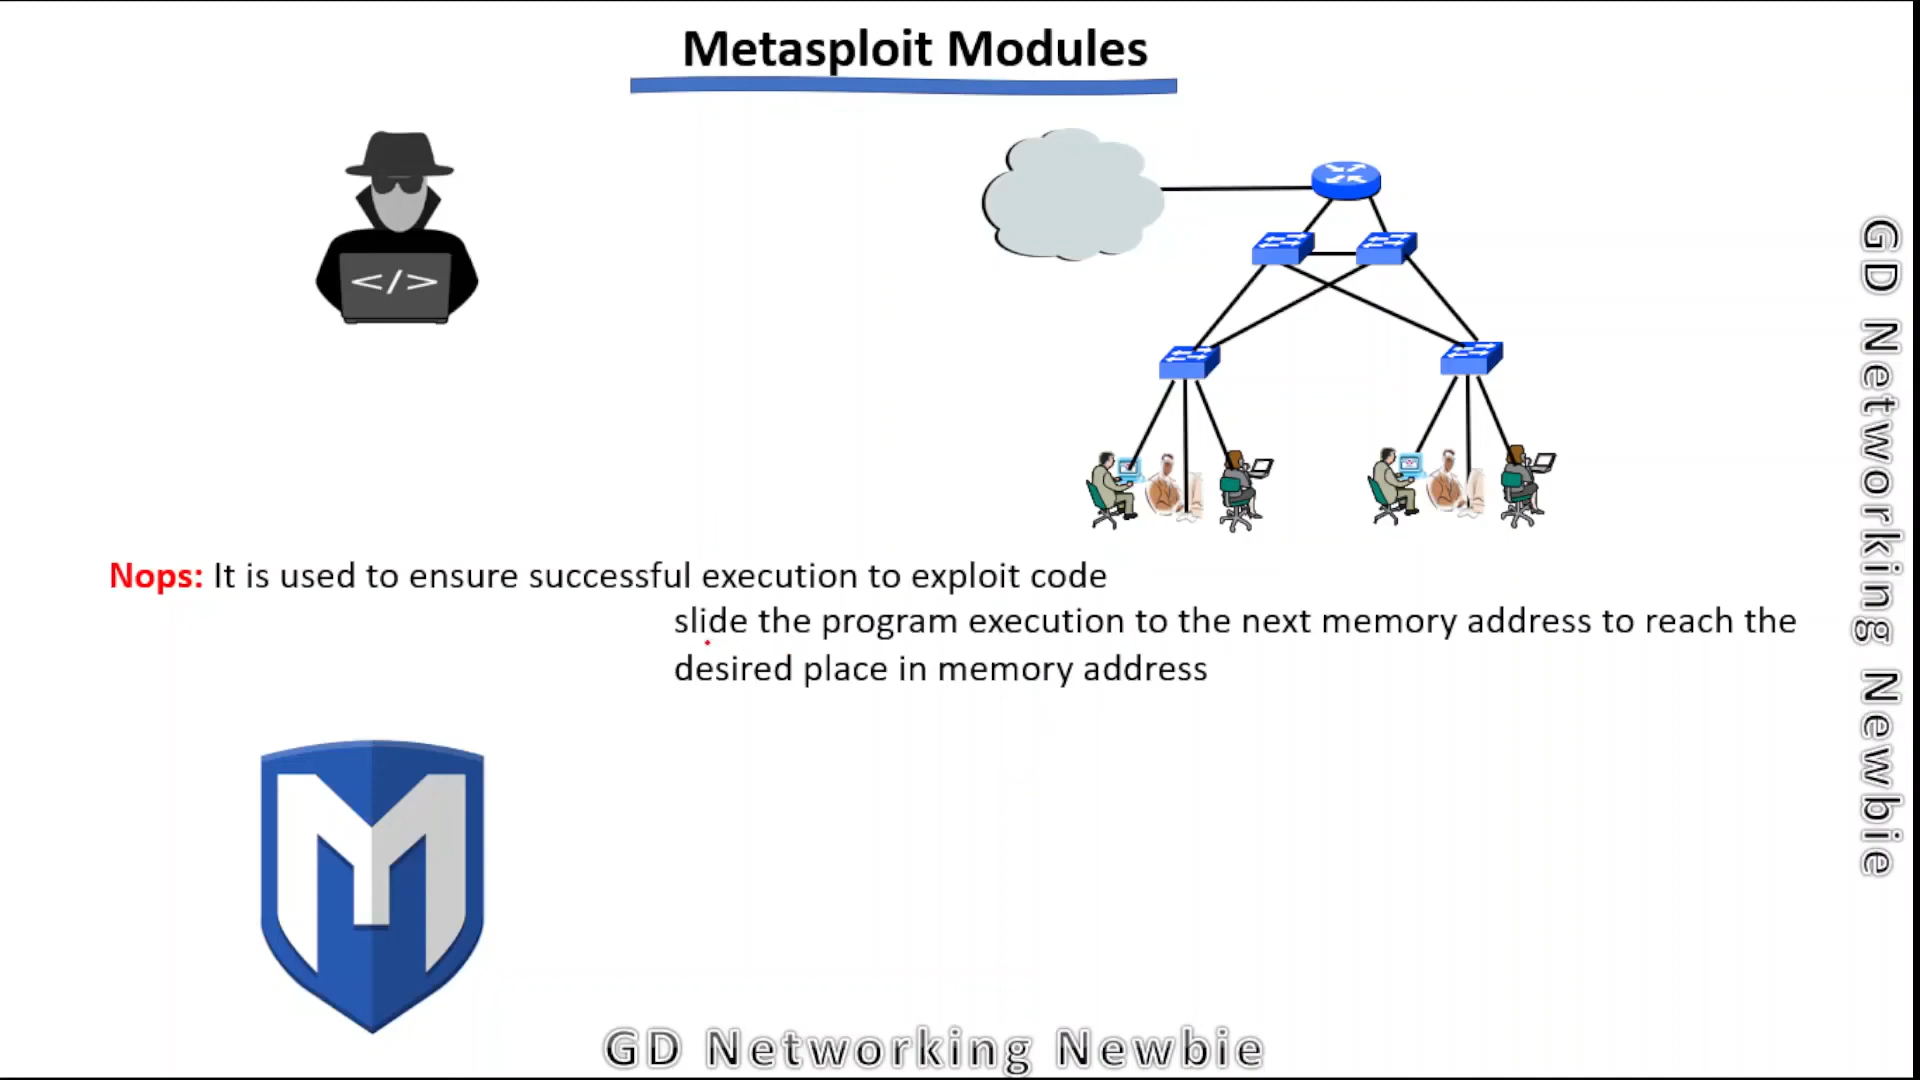 Metasploit Modules
</>
Nops: It is used to ensure successful execution to exploit code
slide the program execution to the next memory address to reach the
desired place in memory address
GD Networking Newbie
GD Networking Newbie